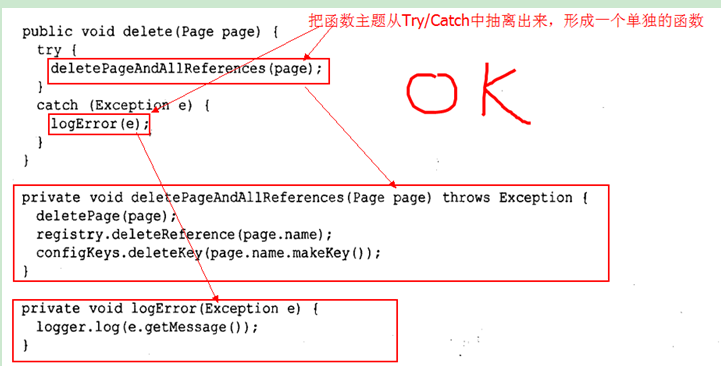 把函数主题从Try/Catch中抽离出来，形成一个单独的函数
public void delete(Page page) {
try {
deletePageAndAllReferences(page);
}
catch (Exception e) {
logError(e);
}
}
OK
private void deletePageAndAllReferences(Page page) throws Exception {
deletePage(page);
registry.deleteReference(page.name);
configKeys.deleteKey(page.name.makeKey());
}
private void logError(Exception e) {
logger.log(e.getMessage());
}